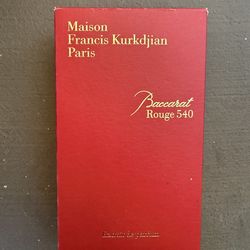 Maison
Francis Kurkdjian
Paris
Baccarat
Rouge 540